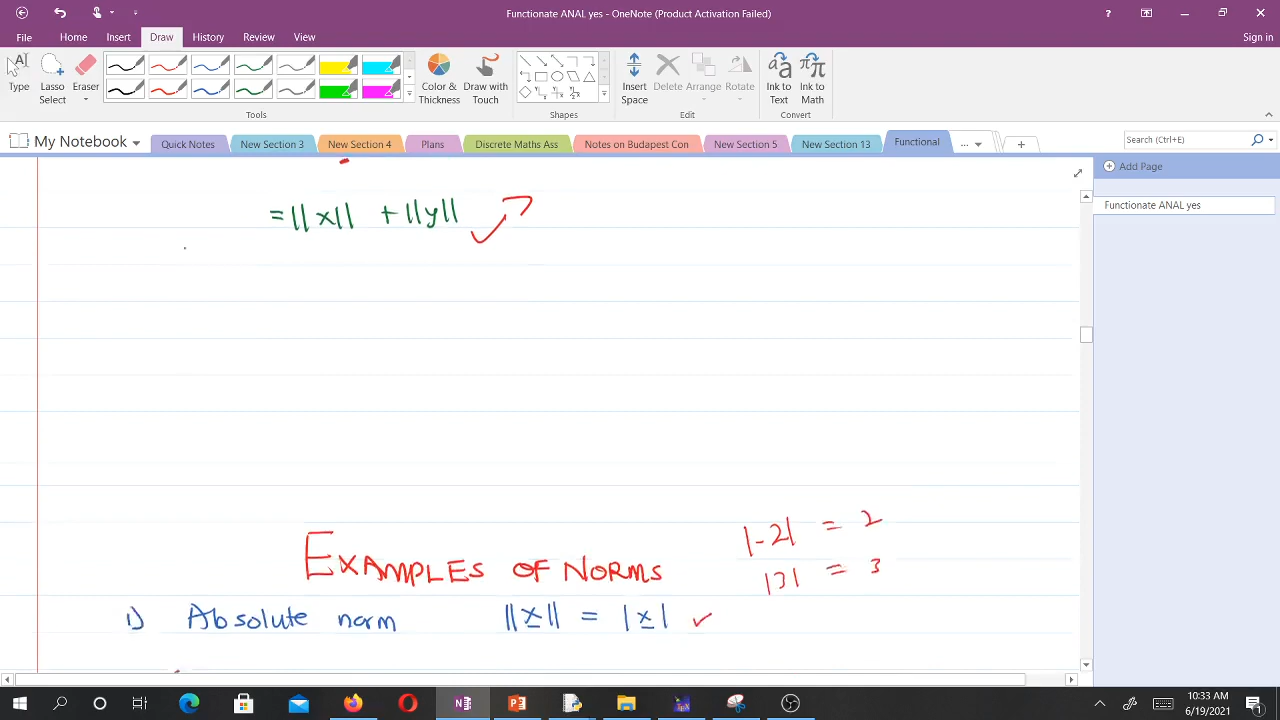 Functionate ANAL yes - OneNote (Product Activation Failed)
File Home Insert Draw History Review View Sign in
Type
Lasso Select
Eraser
Color & Thickness
Draw with Touch
Insert Space
Delete
Arrange
Rotate
Ink to Text
Ink to Math
Tools Shapes Edit Convert
My Notebook Quick Notes New Section 3 New Section 4 Plans Discrete Maths Ass Notes on Budapest Con New Section 5 New Section 13 Functional ... Search (Ctrl+E)
Add Page
Functionate ANAL yes
= ||x|| + ||y||
|-2| = 2
EXAMPLES OF NORMS
|3| = 3
1) Absolute norm ||x|| = |x|
10:33 AM
6/19/2021